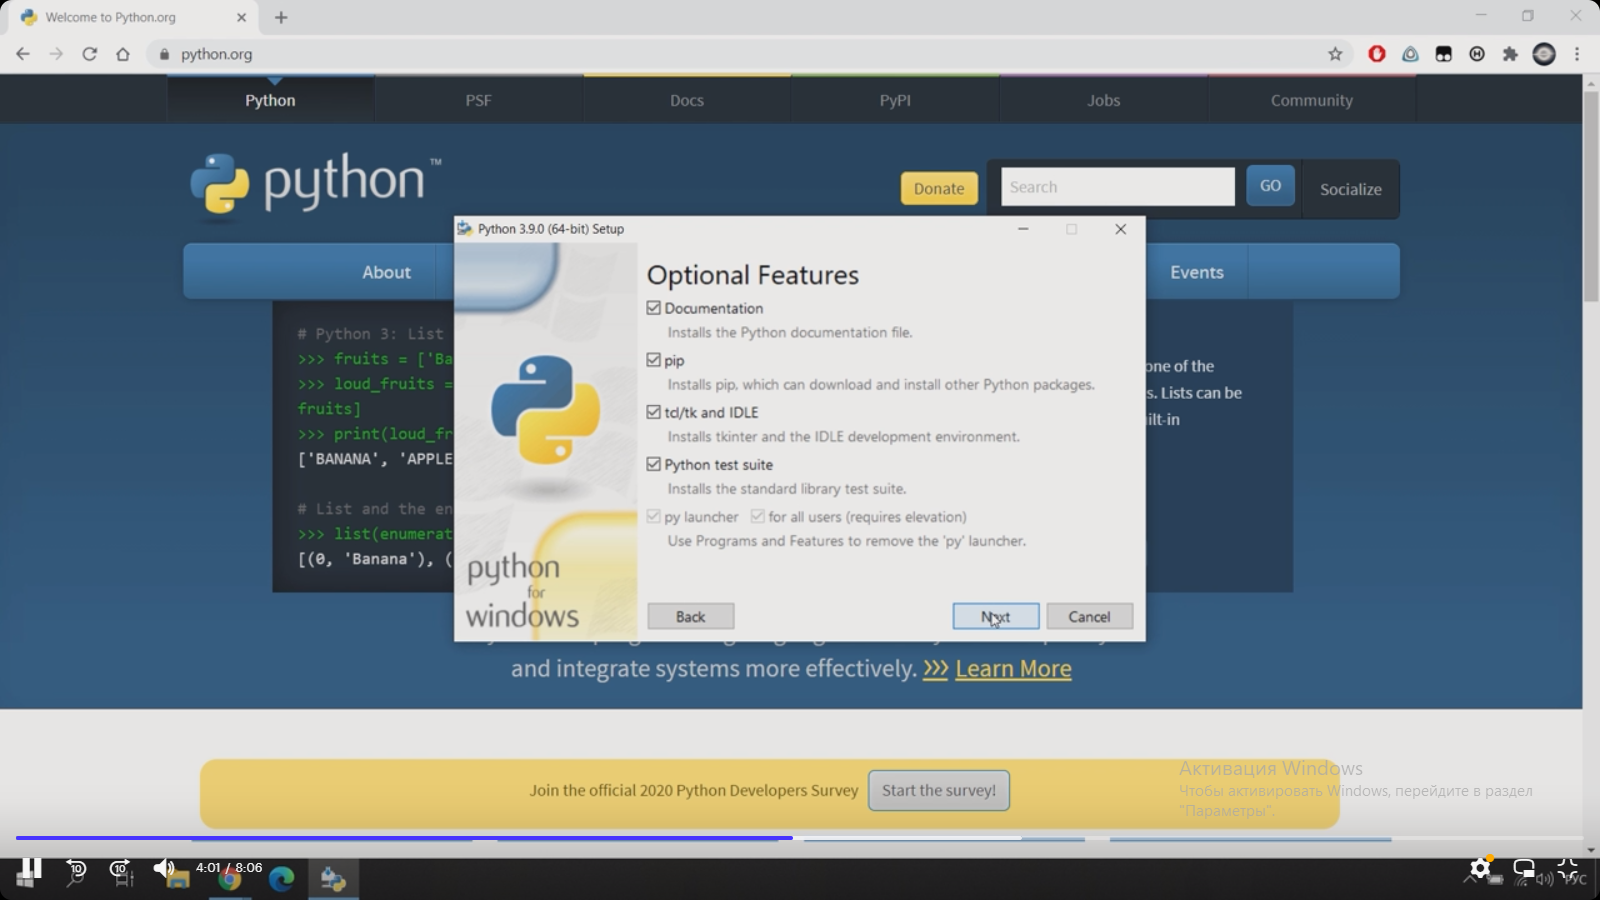 Welcome to Python.org
python.org
Python
PSF
Docs
PyPI
Jobs
Community
python™
Donate
Search
GO
Socialize
About
Events
# Python 3: List
>>> fruits = ['Ba
>>> loud_fruits =
fruits]
>>> print(loud_fr
['BANANA', 'APPLE
# List and the en
>>> list(enumerat
[(0, 'Banana'), (
one of the
s. Lists can be
ilt-in
Python 3.9.0 (64-bit) Setup
Optional Features
Documentation
Installs the Python documentation file.
pip
Installs pip, which can download and install other Python packages.
tcl/tk and IDLE
Installs tkinter and the IDLE development environment.
Python test suite
Installs the standard library test suite.
py launcher for all users (requires elevation)
Use Programs and Features to remove the 'py' launcher.
python
for
windows
Back
Next
Cancel
and integrate systems more effectively. >>> Learn More
Join the official 2020 Python Developers Survey
Start the survey!
Активация Windows
Чтобы активировать Windows, перейдите в раздел
"Параметры".
10
10
4:01 / 8:06
РУС